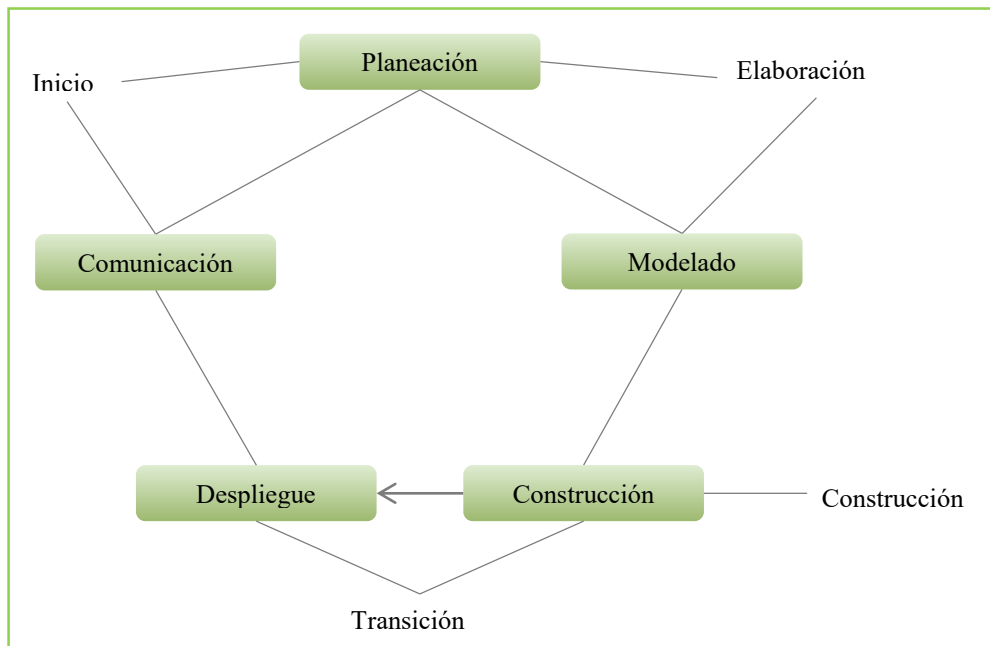 Planeación
Inicio
Elaboración
Comunicación
Modelado
Despliegue
Construcción
Construcción
Transición